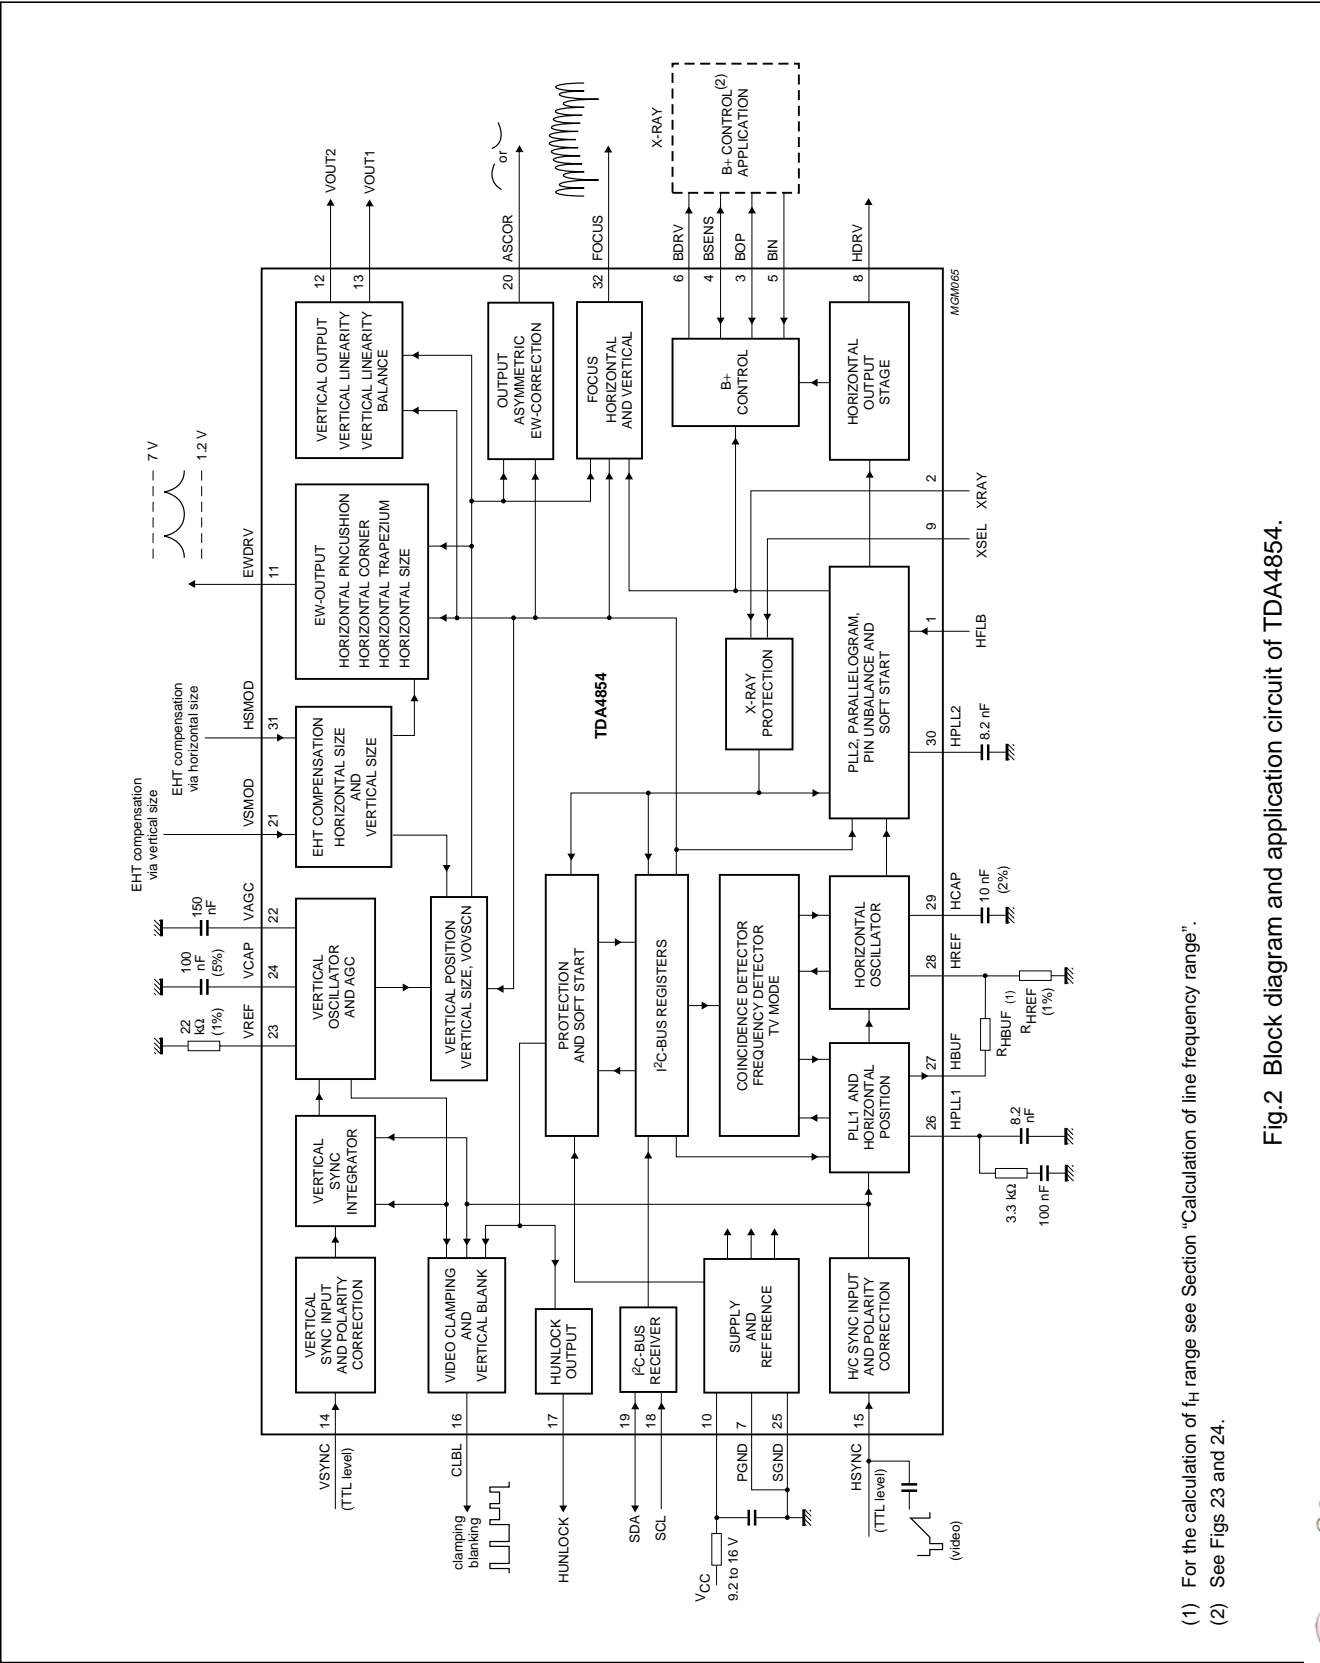 7 V
1.2 V
EHT compensation
via vertical size
EHT compensation
via horizontal size
22
kΩ
(1%)
100
nF
(5%)
150
nF
VREF
VCAP
VAGC
VSMOD
HSMOD
EWDRV
23
24
22
21
31
11
VSYNC
(TTL level)
14
VERTICAL
SYNC INPUT
AND POLARITY
CORRECTION
VERTICAL
SYNC
INTEGRATOR
VERTICAL
OSCILLATOR
AND AGC
EHT COMPENSATION
HORIZONTAL SIZE
AND
VERTICAL SIZE
EW-OUTPUT
HORIZONTAL PINCUSHION
HORIZONTAL CORNER
HORIZONTAL TRAPEZIUM
HORIZONTAL SIZE
VERTICAL OUTPUT
VERTICAL LINEARITY
VERTICAL LINEARITY
BALANCE
12
VOUT2
13
VOUT1
clamping
blanking
CLBL
16
VIDEO CLAMPING
AND
VERTICAL BLANK
VERTICAL POSITION
VERTICAL SIZE, VOVSCN
OUTPUT
ASYMMETRIC
EW-CORRECTION
20
ASCOR
or
HUNLOCK
17
HUNLOCK
OUTPUT
PROTECTION
AND SOFT START
TDA4854
FOCUS
HORIZONTAL
AND VERTICAL
32
FOCUS
SDA
19
SCL
18
I²C-BUS
RECEIVER
I²C-BUS REGISTERS
X-RAY
PROTECTION
B+
CONTROL
6
BDRV
4
BSENS
3
BOP
5
BIN
X-RAY
B+ CONTROL(2)
APPLICATION
VCC
9.2 to 16 V
10
PGND
7
SGND
25
SUPPLY
AND
REFERENCE
COINCIDENCE DETECTOR
FREQUENCY DETECTOR
TV MODE
HSYNC
(TTL level)
15
(video)
H/C SYNC INPUT
AND POLARITY
CORRECTION
PLL1 AND
HORIZONTAL
POSITION
HORIZONTAL
OSCILLATOR
PLL2, PARALLELOGRAM,
PIN UNBALANCE AND
SOFT START
HORIZONTAL
OUTPUT
STAGE
8
HDRV
26
27
28
29
30
1
9
2
HPLL1
HBUF
HREF
HCAP
HPLL2
HFLB
XSEL
XRAY
MGM065
3.3 kΩ
100 nF
8.2
nF
RHBUF (1)
RHREF
(1%)
10 nF
(2%)
8.2 nF
(1) For the calculation of fH range see Section “Calculation of line frequency range”.
(2) See Figs 23 and 24.
Fig.2 Block diagram and application circuit of TDA4854.